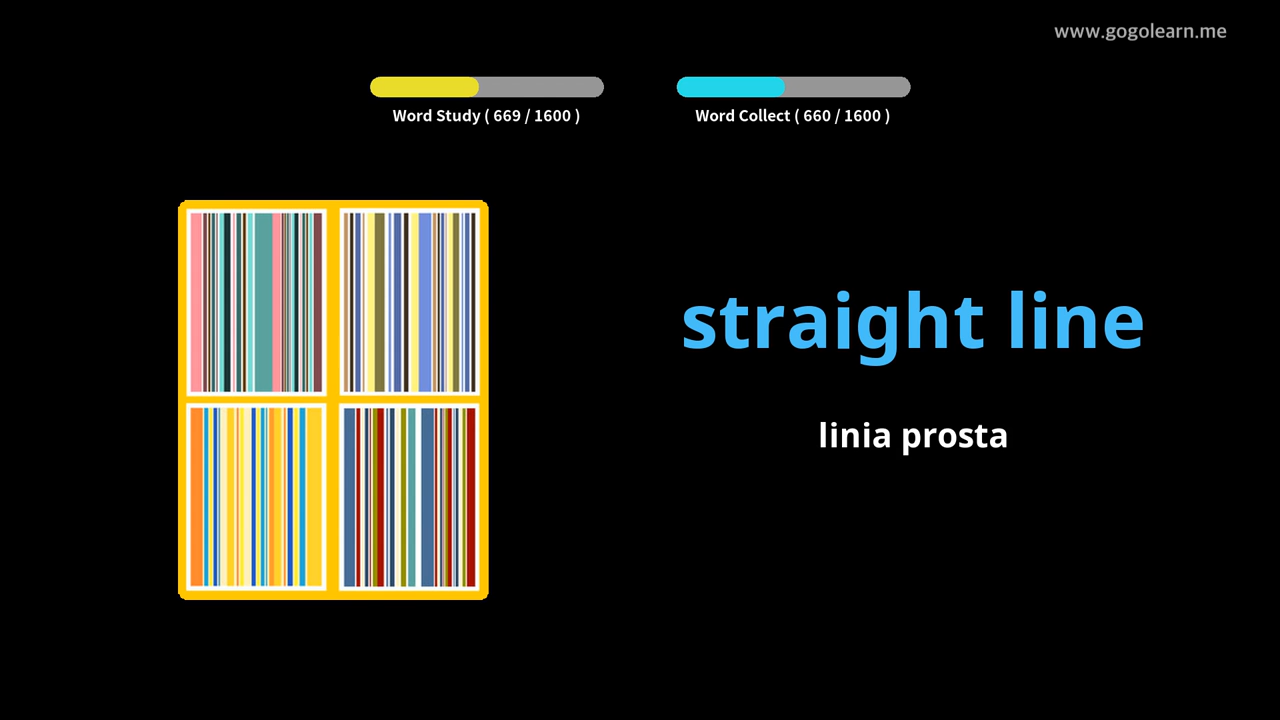 www.gogolearn.me
Word Study ( 669 / 1600 )
Word Collect ( 660 / 1600 )
straight line
linia prosta